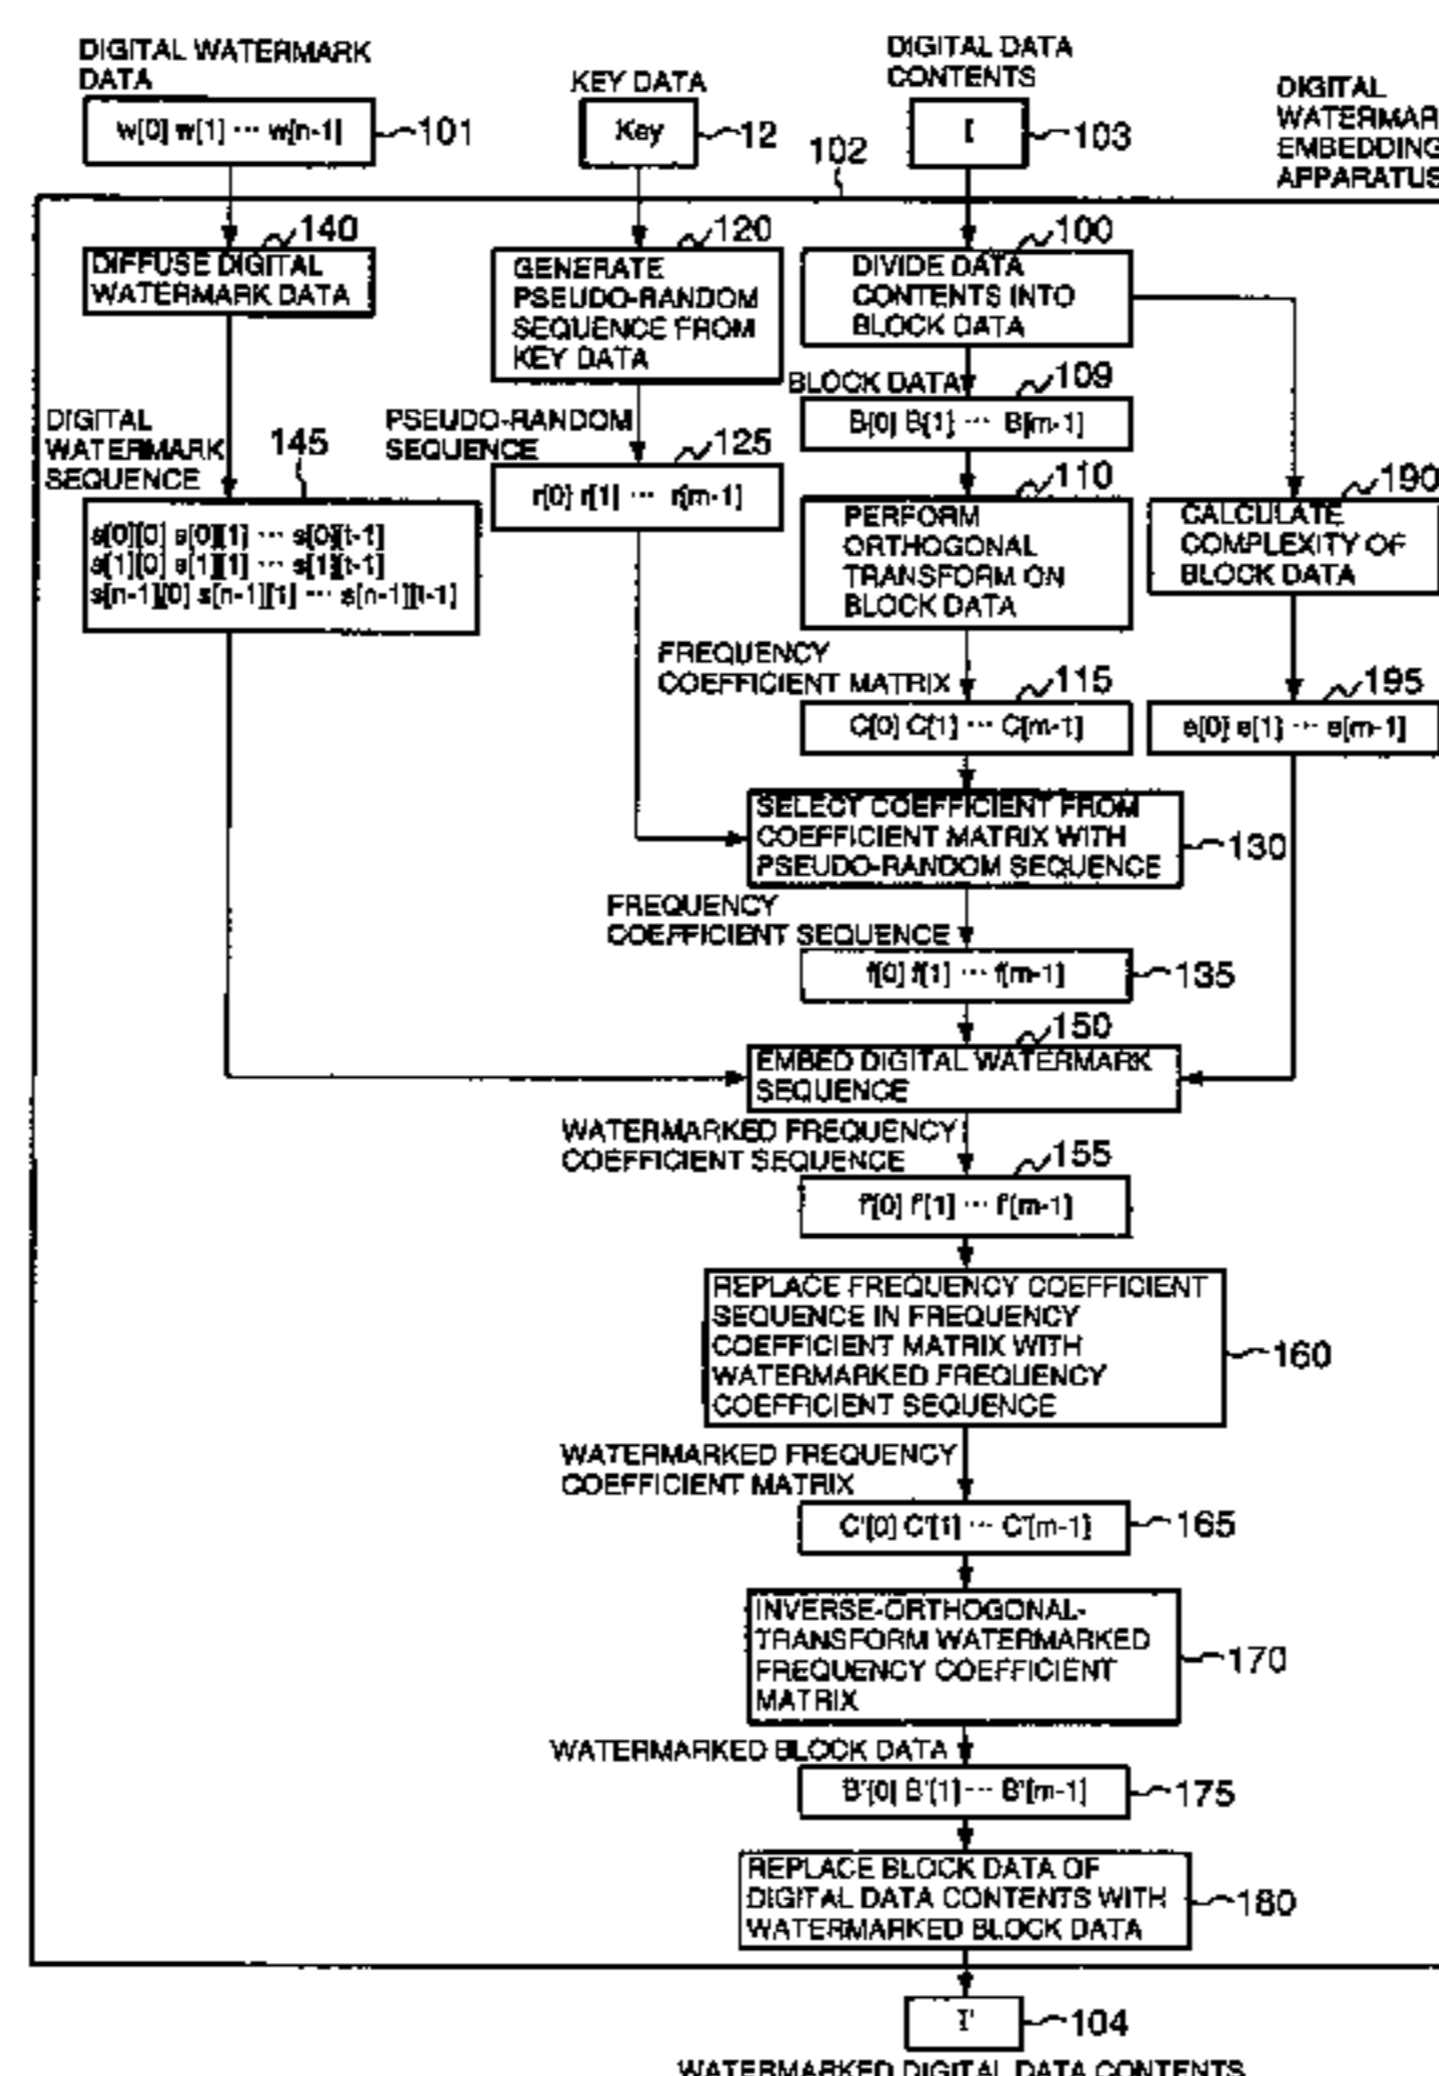 DIGITAL WATERMARK
DATA
w[0] w[1] ··· w[n-1]
101
KEY DATA
Key
12
DIGITAL DATA
CONTENTS
I
103
102
DIGITAL
WATERMAR
EMBEDDING
APPARATUS
140
DIFFUSE DIGITAL
WATERMARK DATA
120
GENERATE
PSEUDO-RANDOM
SEQUENCE FROM
KEY DATA
100
DIVIDE DATA
CONTENTS INTO
BLOCK DATA
BLOCK DATA
109
B[0] B[1] ··· B[m-1]
DIGITAL
WATERMARK
SEQUENCE
145
s[0][0] s[0][1] ··· s[0][t-1]
s[1][0] s[1][1] ··· s[1][t-1]
s[n-1][0] s[n-1][1] ··· s[n-1][t-1]
PSEUDO-RANDOM
SEQUENCE
125
r[0] r[1] ··· r[m-1]
110
PERFORM
ORTHOGONAL
TRANSFORM ON
BLOCK DATA
190
CALCULATE
COMPLEXITY OF
BLOCK DATA
FREQUENCY
COEFFICIENT MATRIX
115
C[0] C[1] ··· C[m-1]
195
e[0] e[1] ··· e[m-1]
SELECT COEFFICIENT FROM
COEFFICIENT MATRIX WITH
PSEUDO-RANDOM SEQUENCE
130
FREQUENCY
COEFFICIENT SEQUENCE
f[0] f[1] ··· f[m-1]
135
150
EMBED DIGITAL WATERMARK
SEQUENCE
WATERMARKED FREQUENCY
COEFFICIENT SEQUENCE
155
f'[0] f'[1] ··· f'[m-1]
REPLACE FREQUENCY COEFFICIENT
SEQUENCE IN FREQUENCY
COEFFICIENT MATRIX WITH
WATERMARKED FREQUENCY
COEFFICIENT SEQUENCE
160
WATERMARKED FREQUENCY
COEFFICIENT MATRIX
C'[0] C'[1] ··· C'[m-1]
165
INVERSE-ORTHOGONAL-
TRANSFORM WATERMARKED
FREQUENCY COEFFICIENT
MATRIX
170
WATERMARKED BLOCK DATA
B'[0] B'[1] ··· B'[m-1]
175
REPLACE BLOCK DATA OF
DIGITAL DATA CONTENTS WITH
WATERMARKED BLOCK DATA
180
I'
104
WATERMARKED DIGITAL DATA CONTENTS